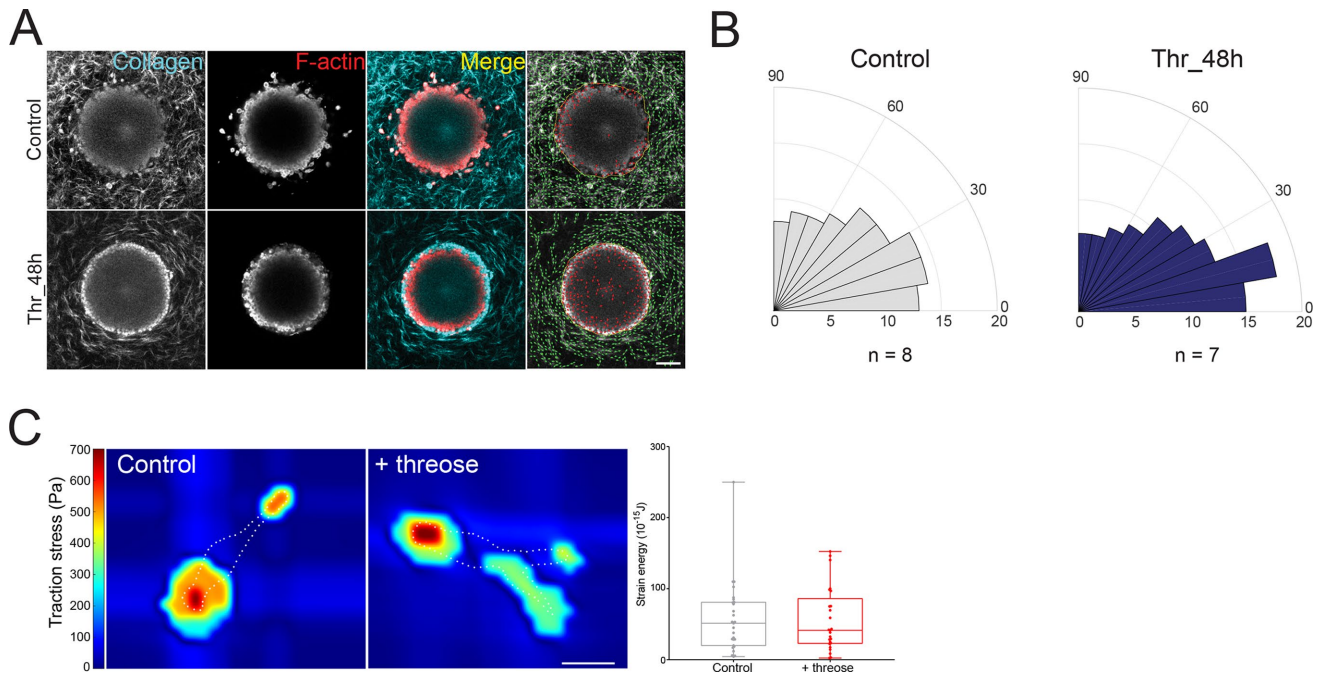 A
Collagen
F-actin
Merge
Control
Thr_48h
B
Control
90
60
30
0
0 5 10 15 20
n = 8
Thr_48h
90
60
30
0
0 5 10 15 20
n = 7
C
Traction stress (Pa)
700
600
500
400
300
200
100
0
Control
+ threose
Strain energy (10⁻¹⁵J)
300
200
100
0
Control
+ threose